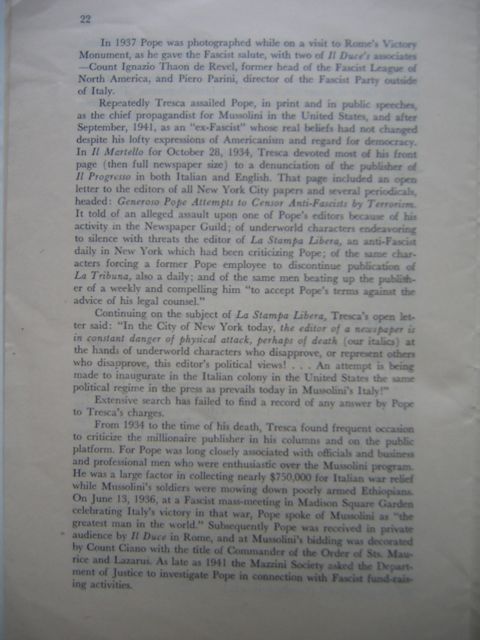 22
In 1937 Pope was photographed while on a visit to Rome's Victory
Monument, as he gave the Fascist salute, with two of Il Duce's associates
—Count Ignazio Thaon de Revel, former head of the Fascist League of
North America, and Piero Parini, director of the Fascist Party outside
of Italy.
Repeatedly Tresca assailed Pope, in print and in public speeches,
as the chief propagandist for Mussolini in the United States, and after
September, 1941, as an "ex-Fascist" whose real beliefs had not changed
despite his lofty expressions of Americanism and regard for democracy.
In Il Martello for October 28, 1934, Tresca devoted most of his front
page (then full newspaper size) to a denunciation of the publisher of
Il Progresso in both Italian and English. That page included an open
letter to the editors of all New York City papers and several periodicals,
headed: Generoso Pope Attempts to Censor Anti-Fascists by Terrorism.
It told of an alleged assault upon one of Pope's editors because of his
activity in the Newspaper Guild; of underworld characters endeavoring
to silence with threats the editor of La Stampa Libera, an anti-Fascist
daily in New York which had been criticizing Pope; of the same char-
acters forcing a former Pope employee to discontinue publication of
La Tribuna, also a daily; and of the same men beating up the publish-
er of a weekly and compelling him "to accept Pope's terms against the
advice of his legal counsel."
Continuing on the subject of La Stampa Libera, Tresca's open let-
ter said: "In the City of New York today, the editor of a newspaper is
in constant danger of physical attack, perhaps of death (our italics) at
the hands of underworld characters who disapprove, or represent others
who disapprove, this editor's political views! . . . An attempt is being
made to inaugurate in the Italian colony in the United States the same
political regime in the press as prevails today in Mussolini's Italy!"
Extensive search has failed to find a record of any answer by Pope
to Tresca's charges.
From 1934 to the time of his death, Tresca found frequent occasion
to criticize the millionaire publisher in his columns and on the public
platform. For Pope was long closely associated with officials and business
and professional men who were enthusiastic over the Mussolini program.
He was a large factor in collecting nearly $750,000 for Italian war relief
while Mussolini's soldiers were mowing down poorly armed Ethiopians.
On June 13, 1936, at a Fascist mass-meeting in Madison Square Garden
celebrating Italy's victory in that war, Pope spoke of Mussolini as "the
greatest man in the world." Subsequently Pope was received in private
audience by Il Duce in Rome, and at Mussolini's bidding was decorated
by Count Ciano with the title of Commander of the Order of Sts. Mau-
rice and Lazarus. As late as 1941 the Mazzini Society asked the Depart-
ment of Justice to investigate Pope in connection with Fascist fund-rais-
ing activities.